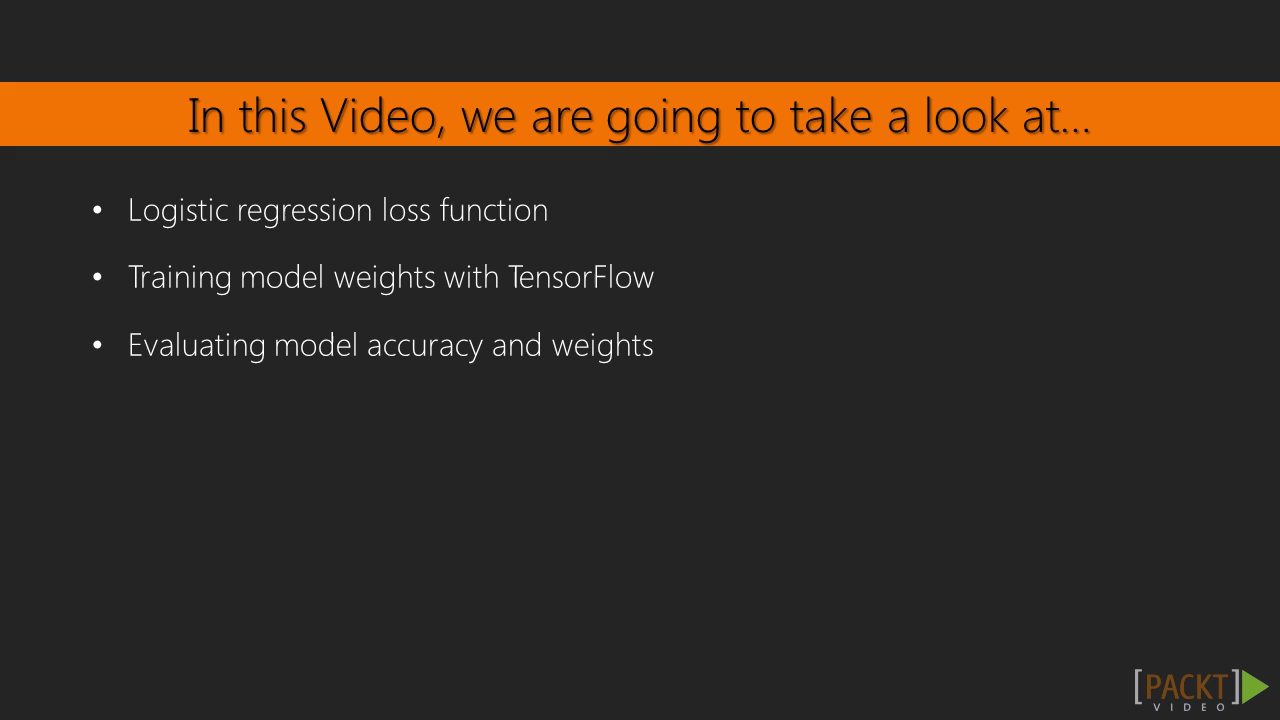 In this Video, we are going to take a look at...
• Logistic regression loss function
• Training model weights with TensorFlow
• Evaluating model accuracy and weights
[PACKT]
VIDEO